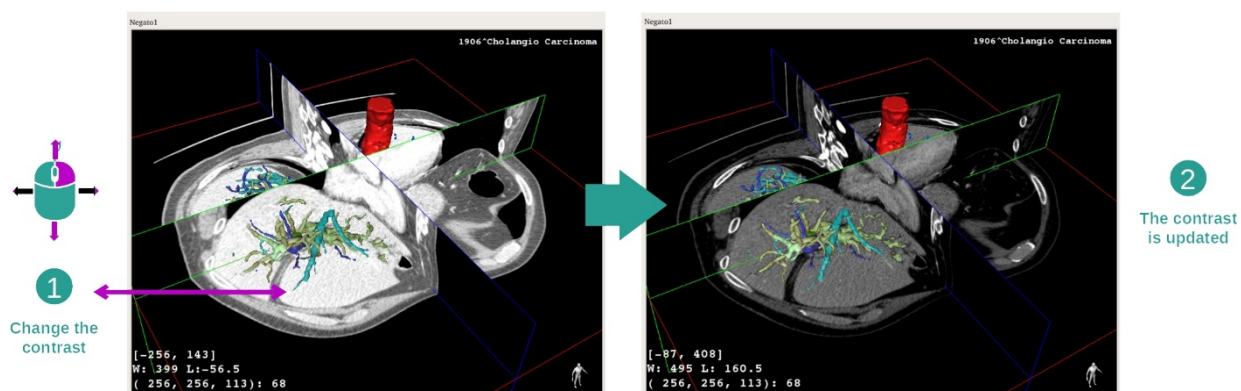 Negato1
1906^Cholangio Carcinoma
1
Change the
contrast
[-256, 143]
W: 399 L:-56.5
( 256, 256, 113): 68
Negato1
1906^Cholangio Carcinoma
[-87, 408]
W: 495 L: 160.5
( 256, 256, 113): 68
2
The contrast
is updated